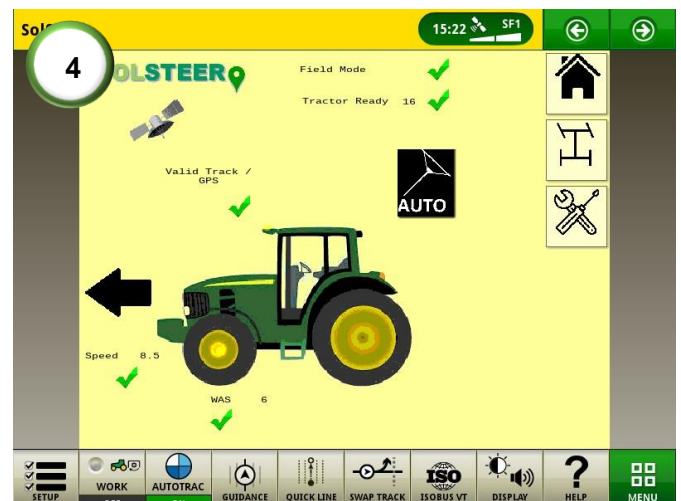 SolS
15:22 SF1
4
OLSTEER
Field Mode
Tractor Ready 16
Valid Track /
GPS
AUTO
Speed 8.5
WAS 6
SETUP
WORK
AUTOTRAC
GUIDANCE
QUICK LINE
SWAP TRACK
ISO
ISOBUS VT
DISPLAY
?
HELP
MENU